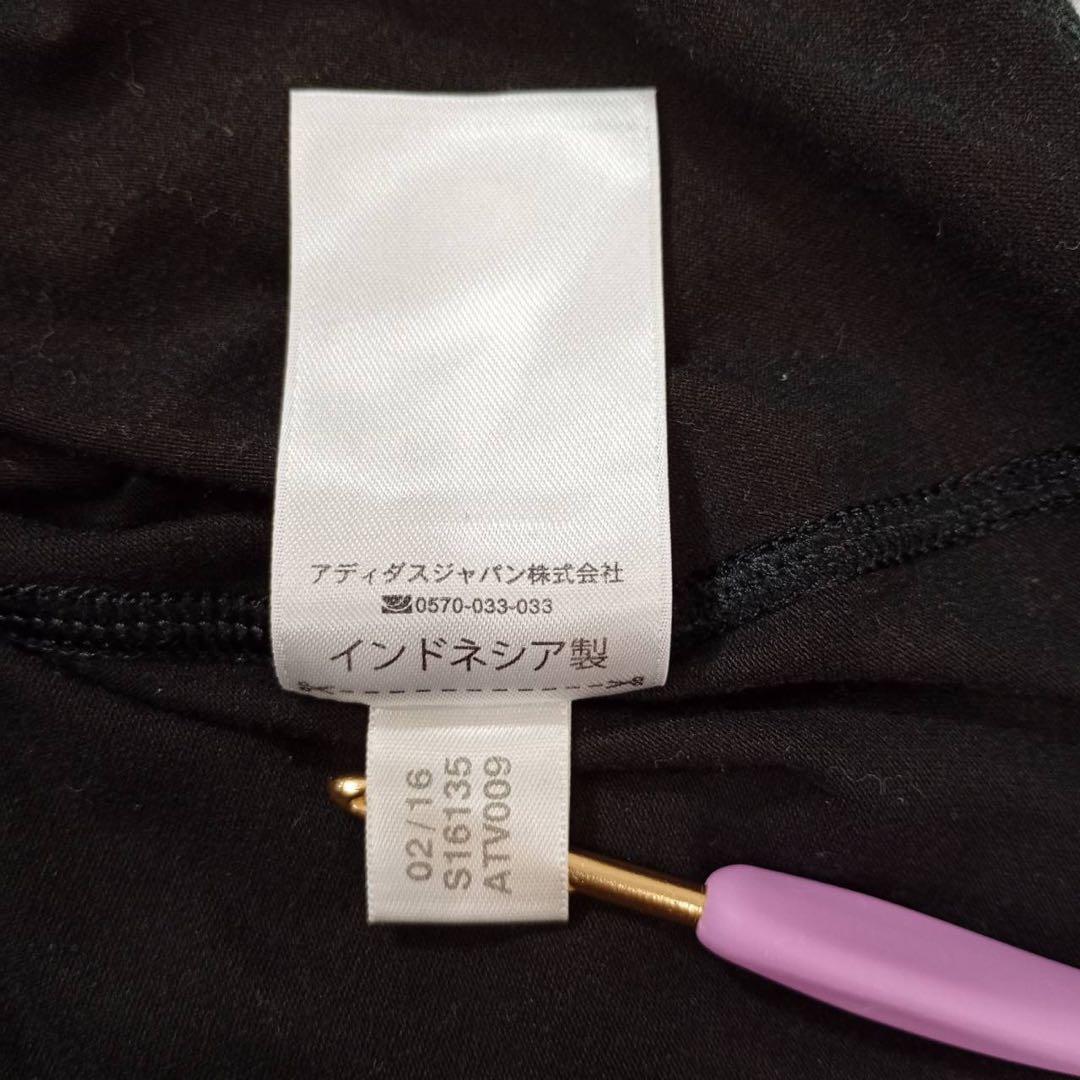 アディダスジャパン株式会社
0570-033-033
インドネシア製
02/16
S16135
ATV009